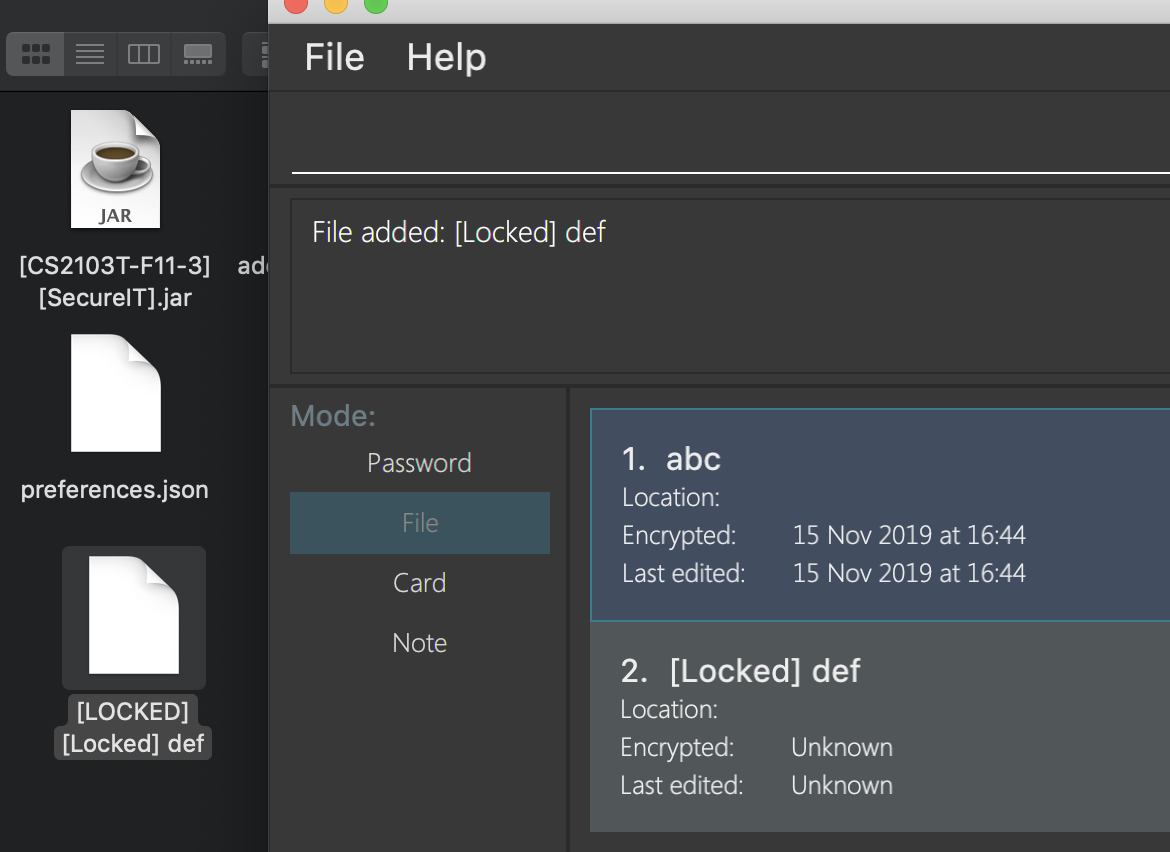 File Help
JAR
[CS2103T-F11-3]
[SecureIT].jar
preferences.json
[LOCKED]
[Locked] def
File added: [Locked] def
Mode:
Password
File
Card
Note
1. abc
Location:
Encrypted: 15 Nov 2019 at 16:44
Last edited: 15 Nov 2019 at 16:44
2. [Locked] def
Location:
Encrypted: Unknown
Last edited: Unknown